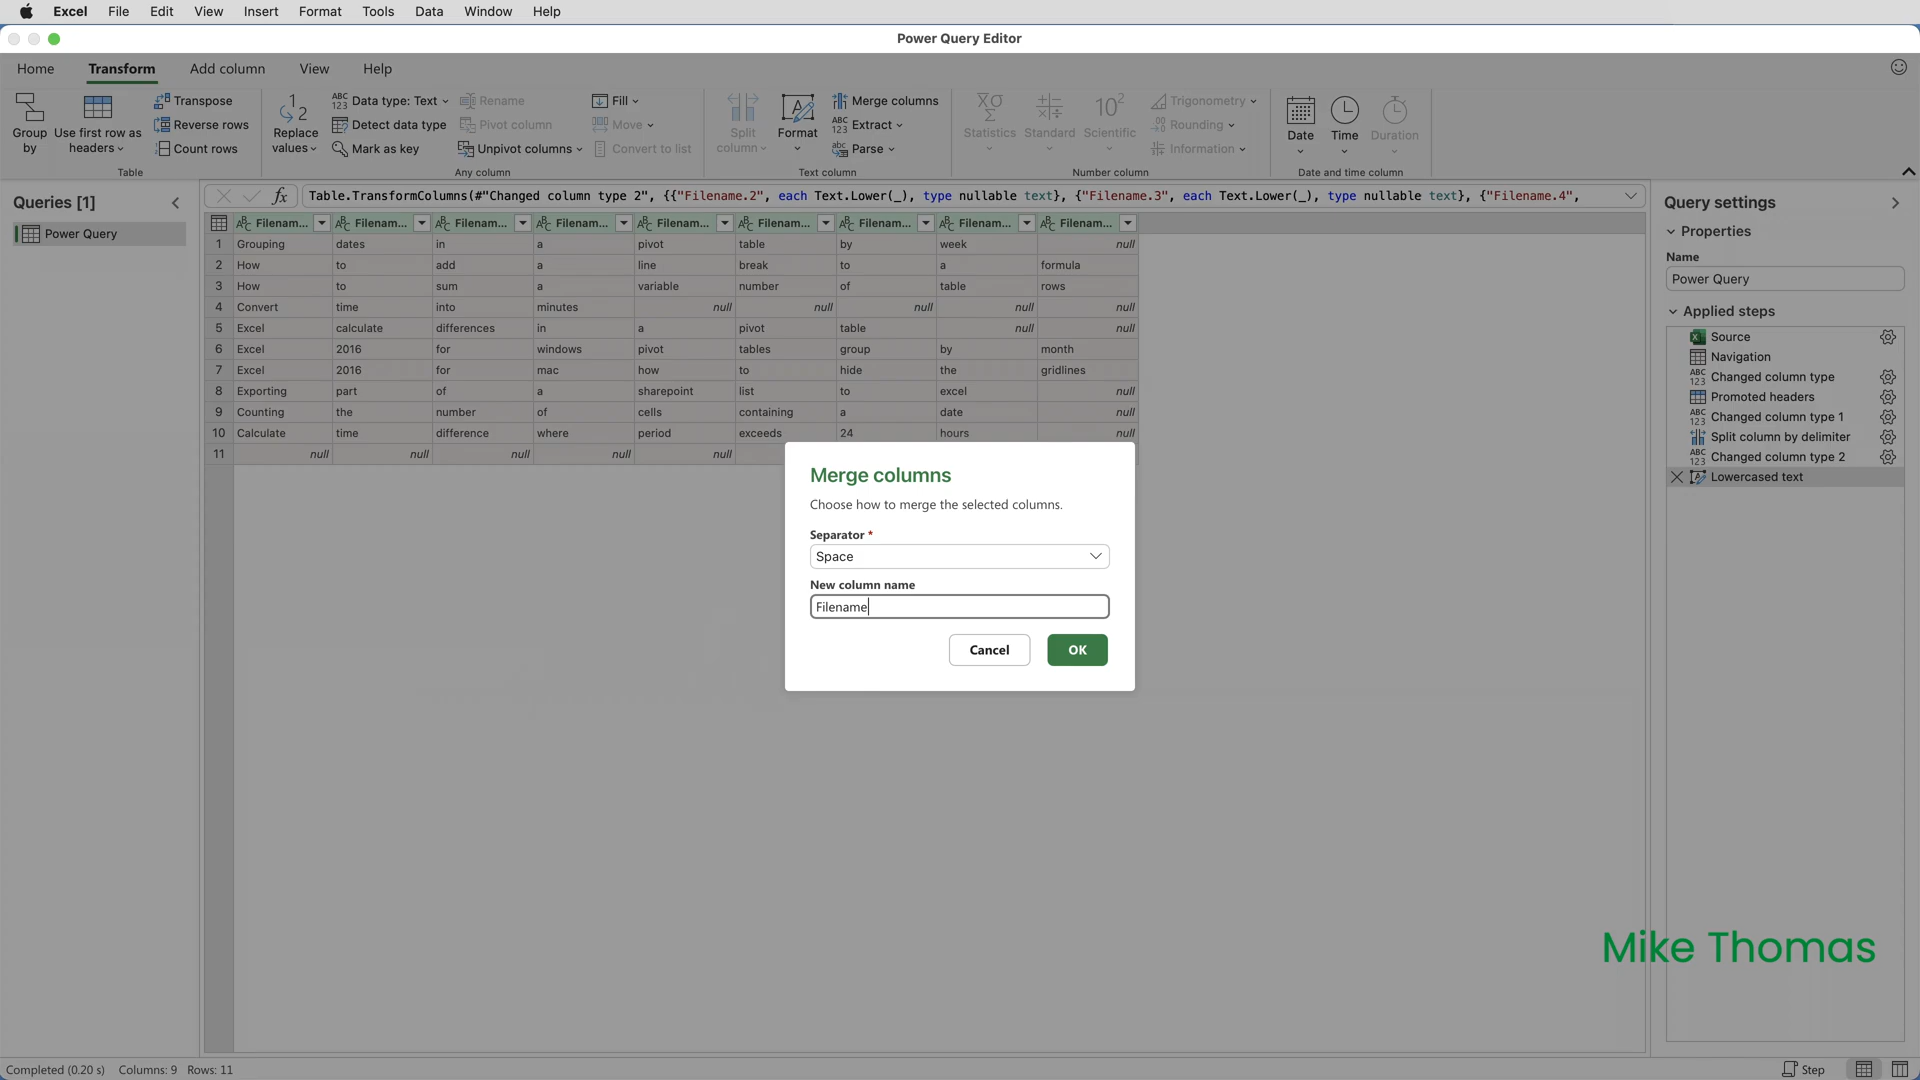 Excel File Edit View Insert Format Tools Data Window Help
Power Query Editor
Home Transform Add column View Help
Group by
Use first row as headers
Transpose
Reverse rows
Count rows
Table
Replace values
Data type: Text
Detect data type
Mark as key
Rename
Pivot column
Unpivot columns
Fill
Move
Convert to list
Any column
Split column
Format
Merge columns
Extract
Parse
Text column
Statistics
Standard
Scientific
Trigonometry
Rounding
Information
Number column
Date
Time
Duration
Date and time column
Queries [1]
Power Query
fx Table.TransformColumns(#"Changed column type 2", {{"Filename.2", each Text.Lower(_), type nullable text}, {"Filename.3", each Text.Lower(_), type nullable text}, {"Filename.4",
Filenam... Filenam... Filenam... Filenam... Filenam... Filenam... Filenam... Filenam... Filenam...
1 Grouping dates in a pivot table by week null
2 How to add a line break to a formula
3 How to sum a variable number of table rows
4 Convert time into minutes null null null null null
5 Excel calculate differences in a pivot table null null
6 Excel 2016 for windows pivot tables group by month
7 Excel 2016 for mac how to hide the gridlines
8 Exporting part of a sharepoint list to excel null
9 Counting the number of cells containing a date null
10 Calculate time difference where period exceeds 24 hours null
11 null null null null null
Merge columns
Choose how to merge the selected columns.
Separator *
Space
New column name
Filename
Cancel OK
Query settings
Properties
Name
Power Query
Applied steps
Source
Navigation
Changed column type
Promoted headers
Changed column type 1
Split column by delimiter
Changed column type 2
Lowercased text
Mike Thomas
Completed (0.20 s) Columns: 9 Rows: 11
Step